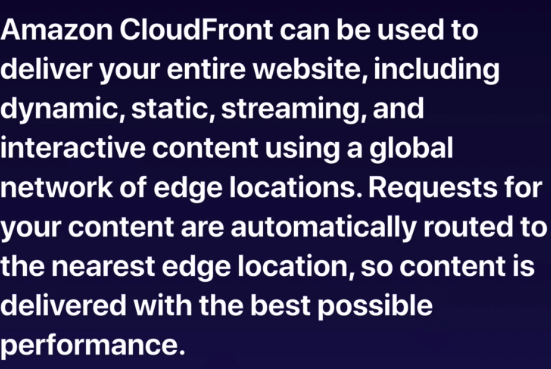 Amazon CloudFront can be used to
deliver your entire website, including
dynamic, static, streaming, and
interactive content using a global
network of edge locations. Requests for
your content are automatically routed to
the nearest edge location, so content is
delivered with the best possible
performance.